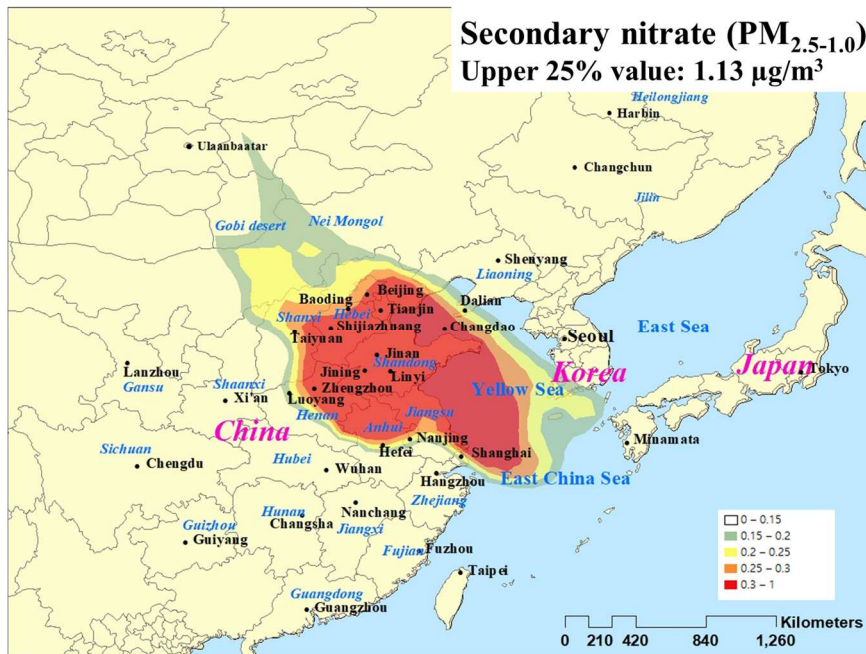 Secondary nitrate (PM2.5-1.0)
Upper 25% value: 1.13 μg/m3
Heilongjiang
Harbin
Ulaanbaatar
Changchun
Jilin
Gobi desert
Nei Mongol
Shenyang
Liaoning
Beijing
Baoding
Dalian
Hebei
Tianjin
Shanxi
Shijiazhuang
Changdao
Taiyuan
Seoul
East Sea
Jinan
Shandong
Lanzhou
Gansu
Jining
Linyi
Korea
Japan
Tokyo
Zhengzhou
Yellow Sea
Shaanxi
Xi'an
Luoyang
Henan
Jiangsu
Anhui
China
Nanjing
Minamata
Hefei
Shanghai
Sichuan
Chengdu
Hubei
Wuhan
Hangzhou
East China Sea
Zhejiang
Nanchang
Hunan
Changsha
Jiangxi
Guizhou
Guiyang
Fujian
Fuzhou
Taipei
Guangdong
Guangzhou
0 – 0.15
0.15 – 0.2
0.2 – 0.25
0.25 – 0.3
0.3 – 1
Kilometers
0 210 420 840 1,260